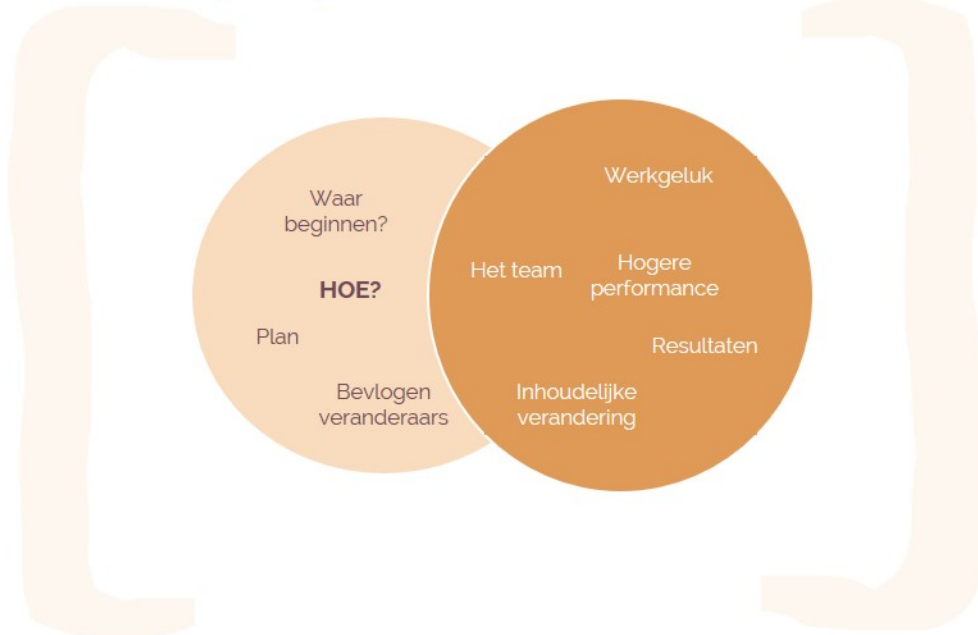 Waar
beginnen?
HOE?
Plan
Bevlogen
veranderaars
Werkgeluk
Het team
Hogere
performance
Resultaten
Inhoudelijke
verandering